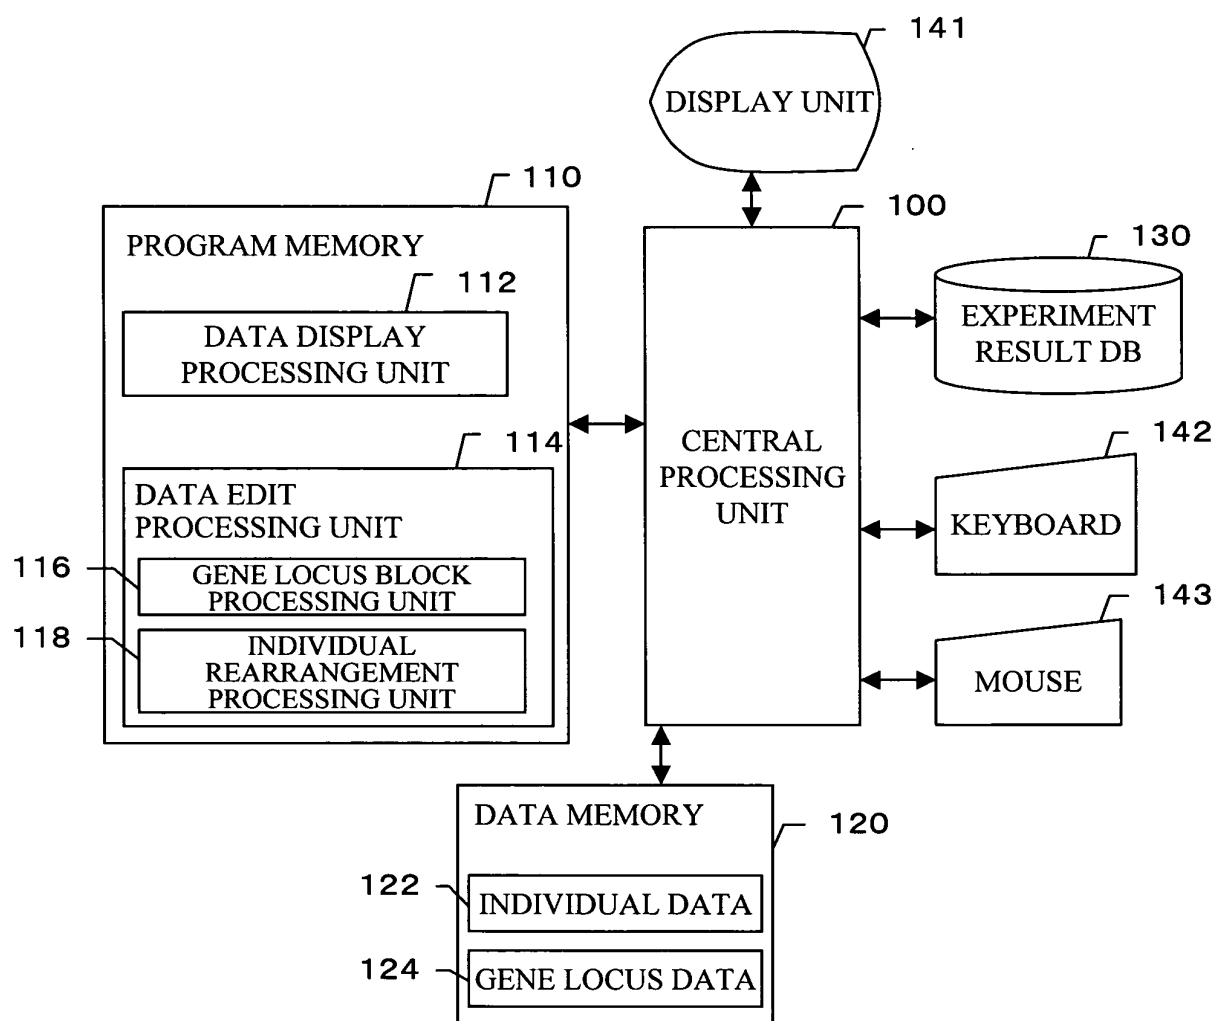 141
DISPLAY UNIT
110
PROGRAM MEMORY
112
DATA DISPLAY
PROCESSING UNIT
114
DATA EDIT
PROCESSING UNIT
116
GENE LOCUS BLOCK
PROCESSING UNIT
118
INDIVIDUAL
REARRANGEMENT
PROCESSING UNIT
100
CENTRAL
PROCESSING
UNIT
130
EXPERIMENT
RESULT DB
142
KEYBOARD
143
MOUSE
DATA MEMORY
120
122
INDIVIDUAL DATA
124
GENE LOCUS DATA